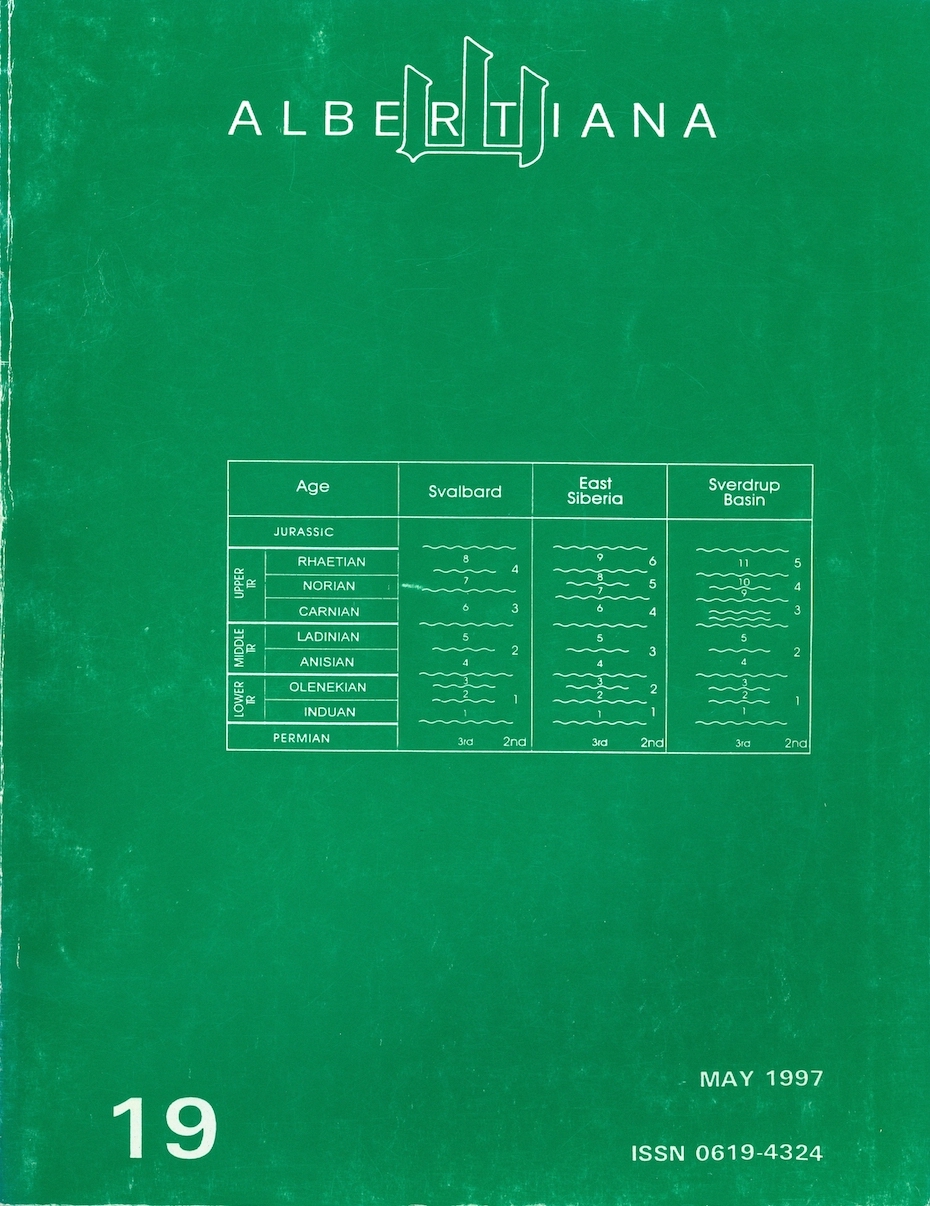 ALBERTIANA
Age Svalbard East Siberia Sverdrup Basin
JURASSIC
UPPER TR
RHAETIAN 8 4 9 6 11 5
NORIAN 7 8 5 7 10 4 9
CARNIAN 6 3 6 4 3
MIDDLE TR
LADINIAN 5 2 5 3 5 2
ANISIAN 4 4 4
LOWER TR
OLENEKIAN 3 2 1 3 2 2 3 2 1
INDUAN 1 1 1 1
PERMIAN 3rd 2nd 3rd 2nd 3rd 2nd
MAY 1997
19
ISSN 0619-4324